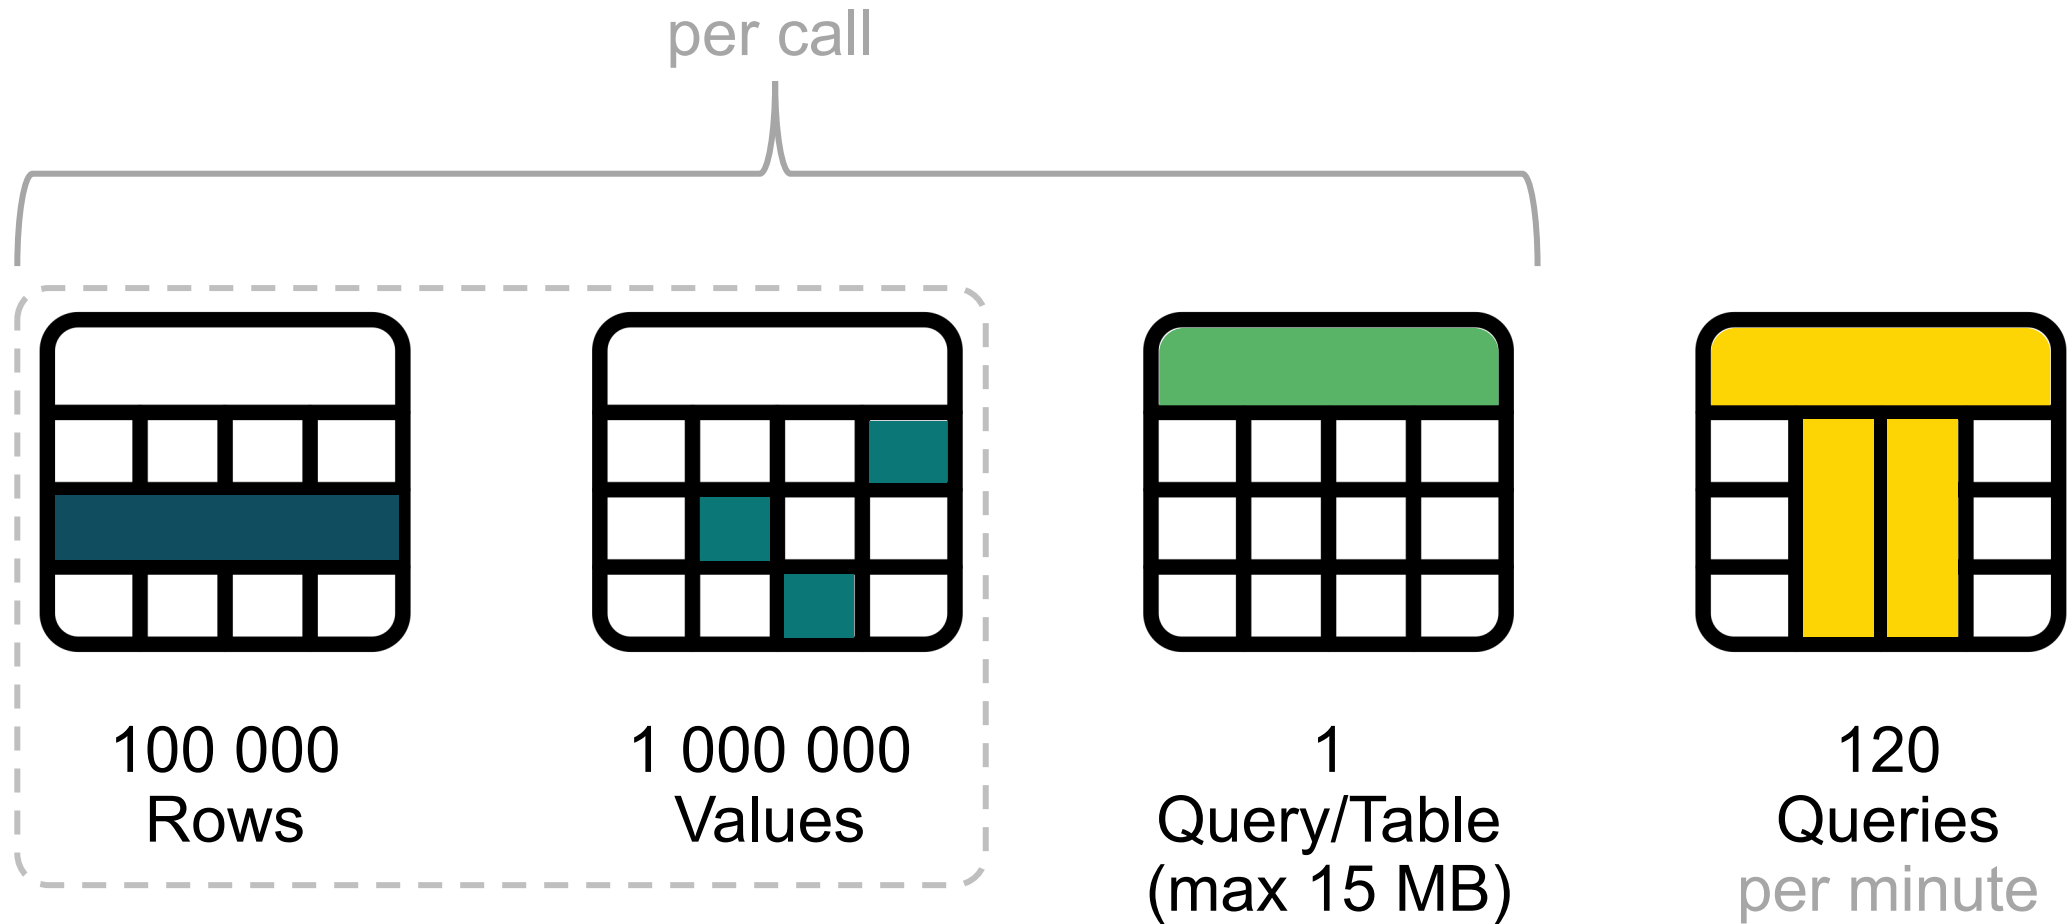 per call
100 000
Rows
1 000 000
Values
1
Query/Table
(max 15 MB)
120
Queries
per minute